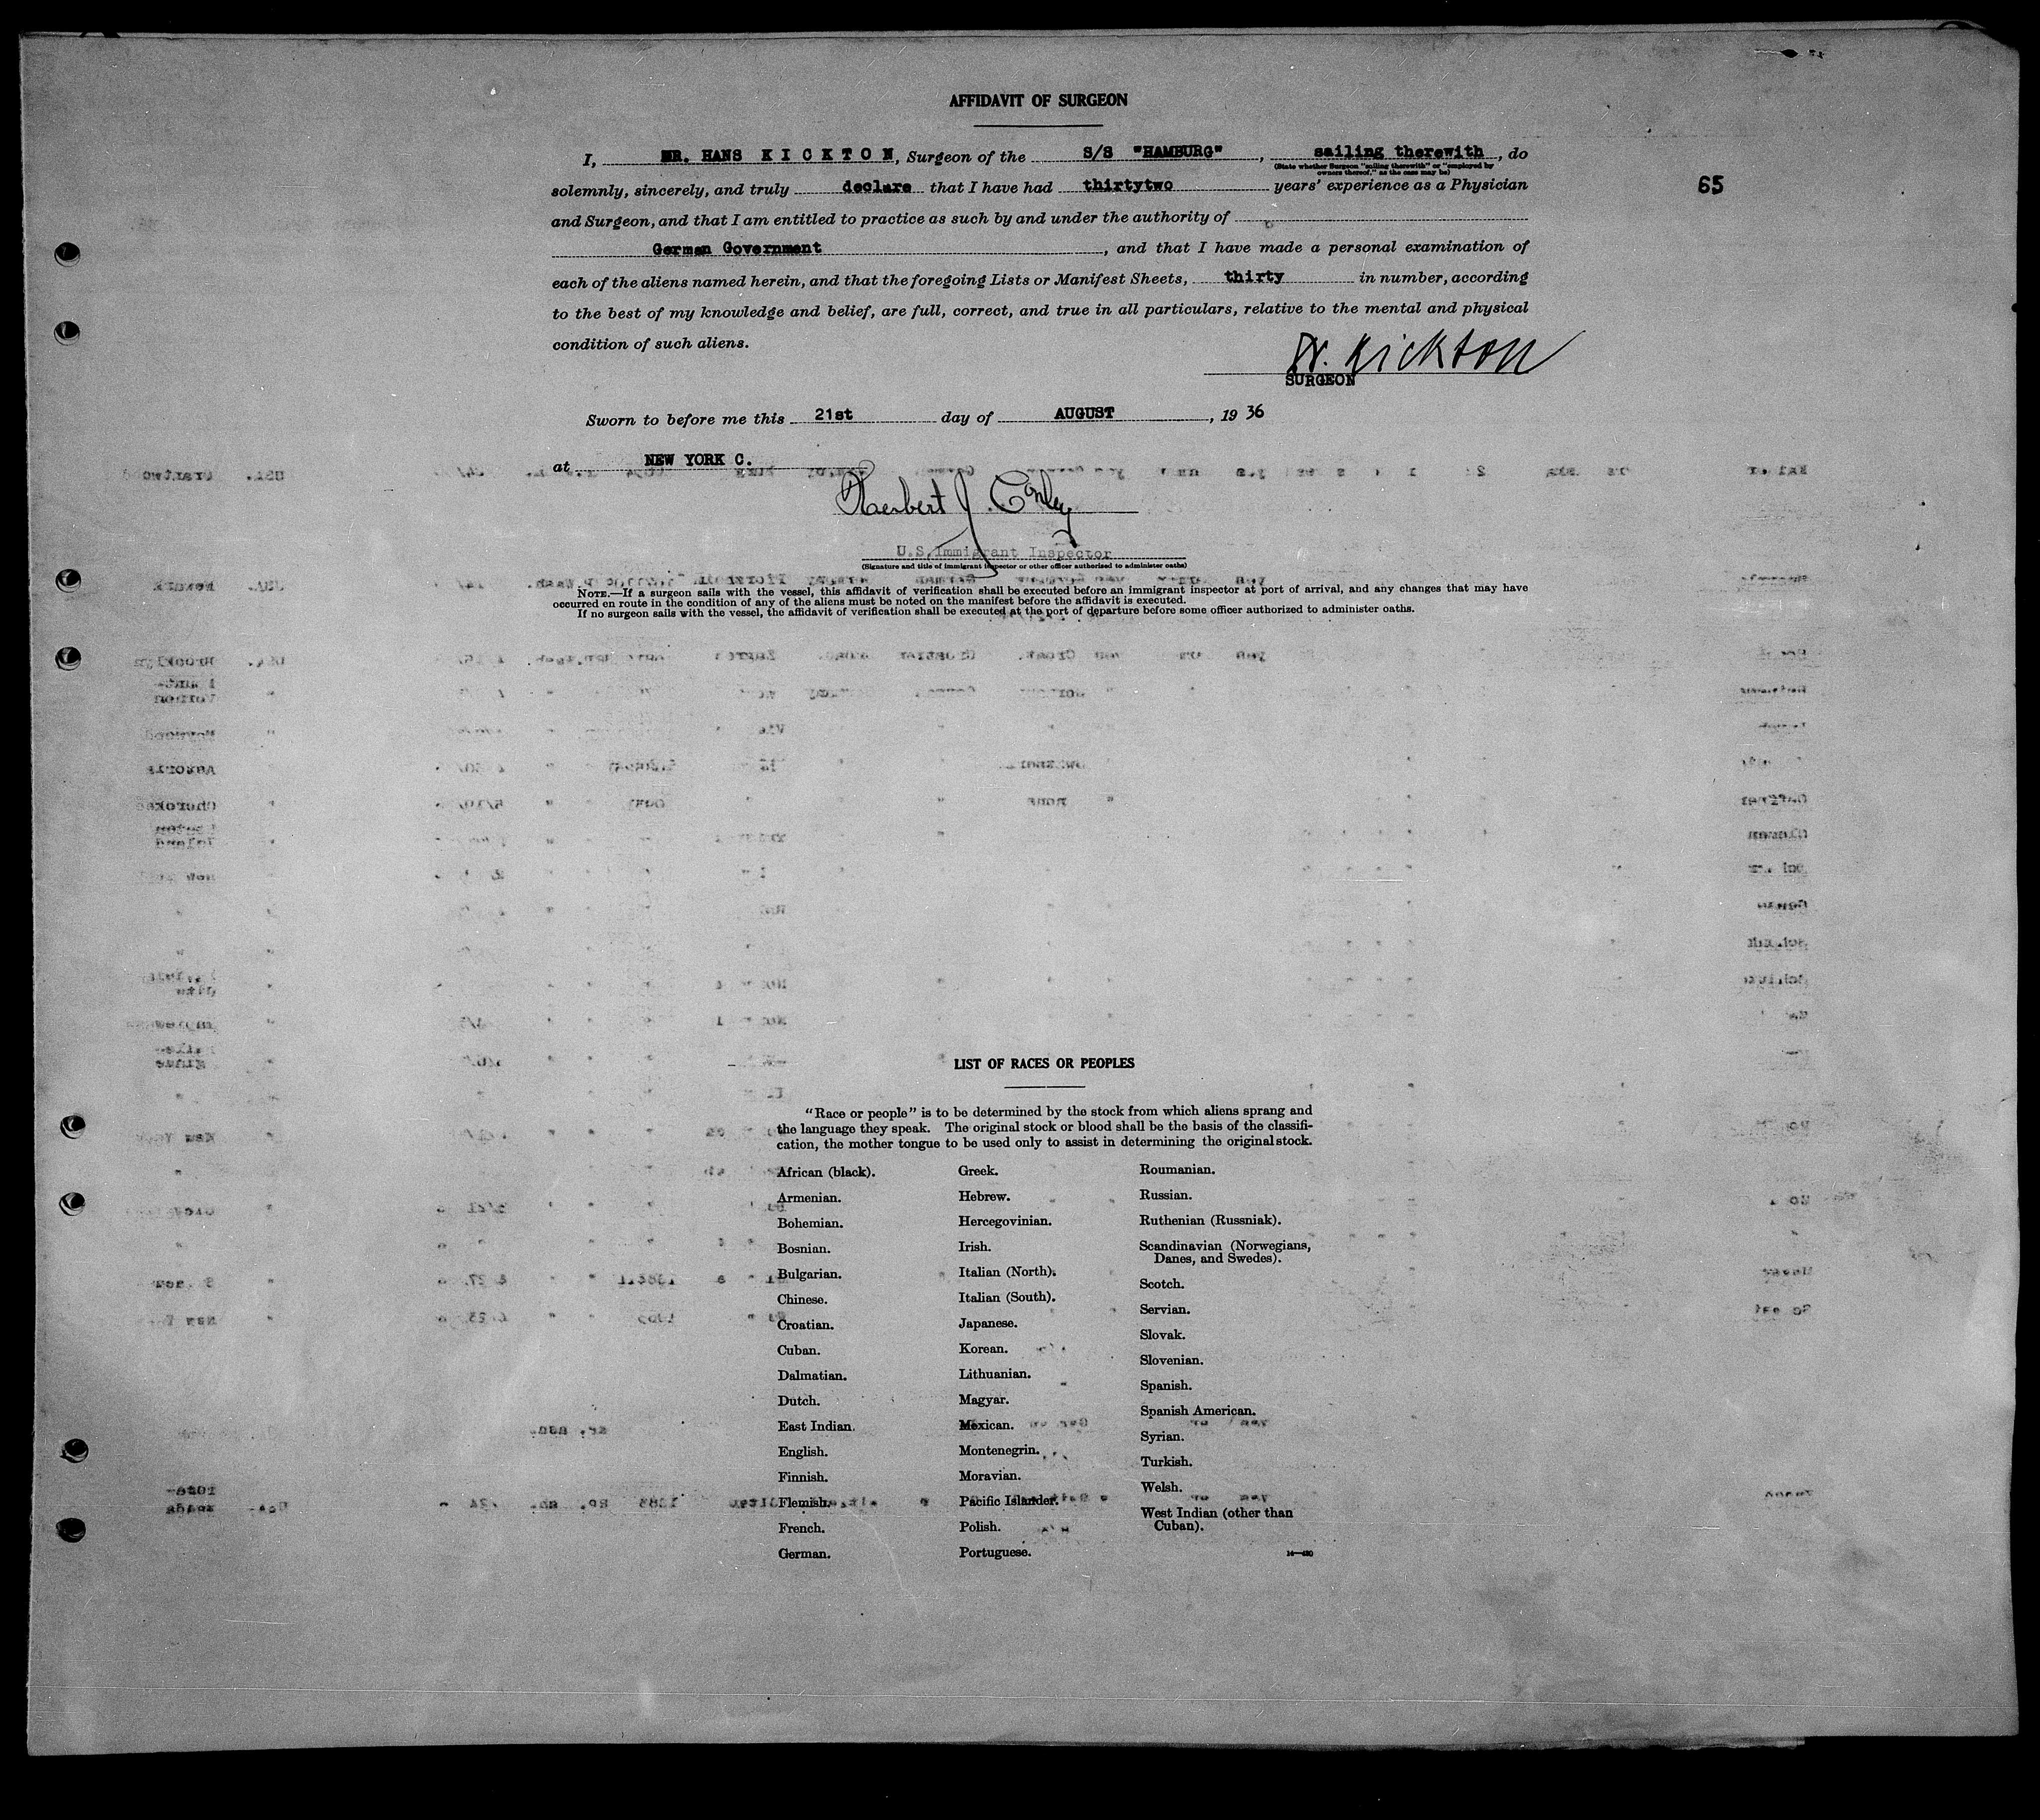 AFFIDAVIT OF SURGEON
I, DR. HANS K I C K T O N, Surgeon of the S/S "HAMBURG", sailing therewith, do
(State whether Surgeon "sailing therewith" or "employed by
owners thereof," as the case may be)
solemnly, sincerely, and truly declare that I have had thirtytwo years' experience as a Physician
65
and Surgeon, and that I am entitled to practice as such by and under the authority of
German Government, and that I have made a personal examination of
each of the aliens named herein, and that the foregoing Lists or Manifest Sheets, thirty in number, according
to the best of my knowledge and belief, are full, correct, and true in all particulars, relative to the mental and physical
condition of such aliens.
Dr. Kickton
SURGEON
Sworn to before me this 21st day of AUGUST, 1936
at NEW YORK C.
Herbert J. Conley
U.S. Immigrant Inspector
(Signature and title of immigrant inspector or other officer authorized to administer oaths)
NOTE.—If a surgeon sails with the vessel, this affidavit of verification shall be executed before an immigrant inspector at port of arrival, and any changes that may have
occurred en route in the condition of any of the aliens must be noted on the manifest before the affidavit is executed.
If no surgeon sails with the vessel, the affidavit of verification shall be executed at the port of departure before some officer authorized to administer oaths.
LIST OF RACES OR PEOPLES
"Race or people" is to be determined by the stock from which aliens sprang and
the language they speak. The original stock or blood shall be the basis of the classifi-
cation, the mother tongue to be used only to assist in determining the original stock.
African (black).
Armenian.
Bohemian.
Bosnian.
Bulgarian.
Chinese.
Croatian.
Cuban.
Dalmatian.
Dutch.
East Indian.
English.
Finnish.
Flemish.
French.
German.
Greek.
Hebrew.
Hercegovinian.
Irish.
Italian (North).
Italian (South).
Japanese.
Korean.
Lithuanian.
Magyar.
Mexican.
Montenegrin.
Moravian.
Pacific Islander.
Polish.
Portuguese.
Roumanian.
Russian.
Ruthenian (Russniak).
Scandinavian (Norwegians,
Danes, and Swedes).
Scotch.
Servian.
Slovak.
Slovenian.
Spanish.
Spanish American.
Syrian.
Turkish.
Welsh.
West Indian (other than
Cuban).